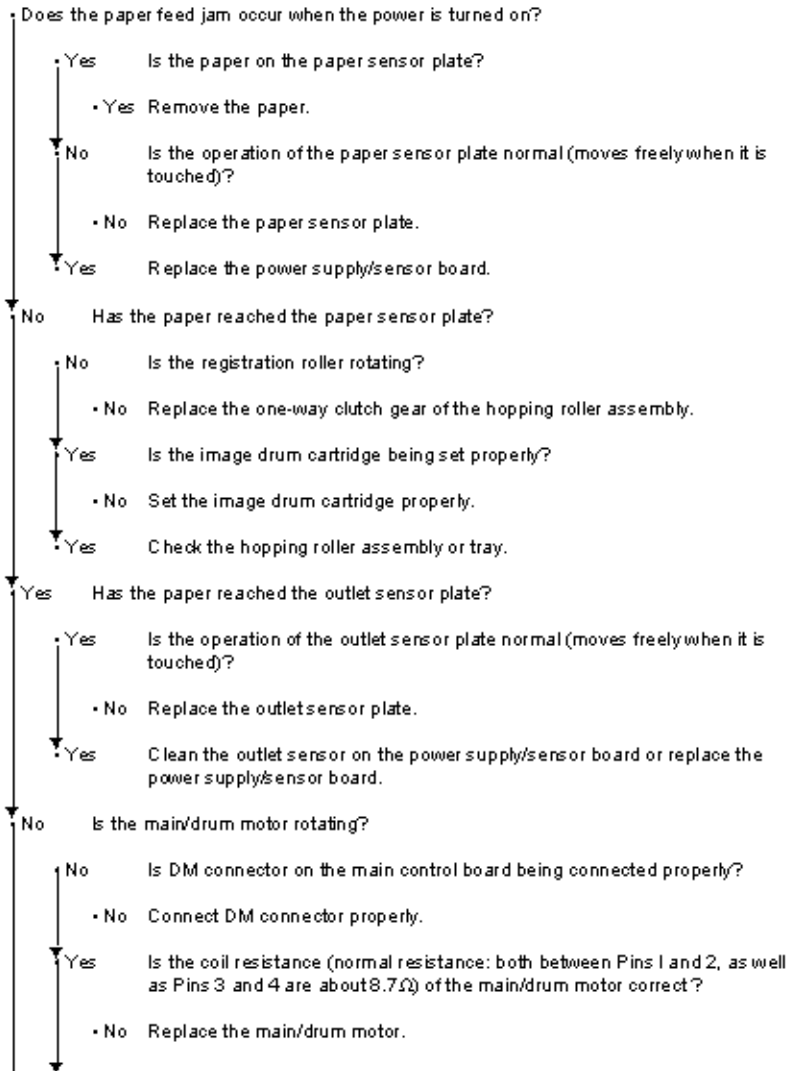 • Does the paper feed jam occur when the power is turned on?
• Yes Is the paper on the paper sensor plate?
• Yes Remove the paper.
• No Is the operation of the paper sensor plate normal (moves freely when it is
touched)?
• No Replace the paper sensor plate.
• Yes Replace the power supply/sensor board.
• No Has the paper reached the paper sensor plate?
• No Is the registration roller rotating?
• No Replace the one-way clutch gear of the hopping roller assembly.
• Yes Is the image drum cartridge being set properly?
• No Set the image drum cartridge properly.
• Yes Check the hopping roller assembly or tray.
• Yes Has the paper reached the outlet sensor plate?
• Yes Is the operation of the outlet sensor plate normal (moves freely when it is
touched)?
• No Replace the outlet sensor plate.
• Yes Clean the outlet sensor on the power supply/sensor board or replace the
power supply/sensor board.
• No Is the main/drum motor rotating?
• No Is DM connector on the main control board being connected properly?
• No Connect DM connector properly.
• Yes Is the coil resistance (normal resistance: both between Pins 1 and 2, as well
as Pins 3 and 4 are about 8.7Ω) of the main/drum motor correct?
• No Replace the main/drum motor.